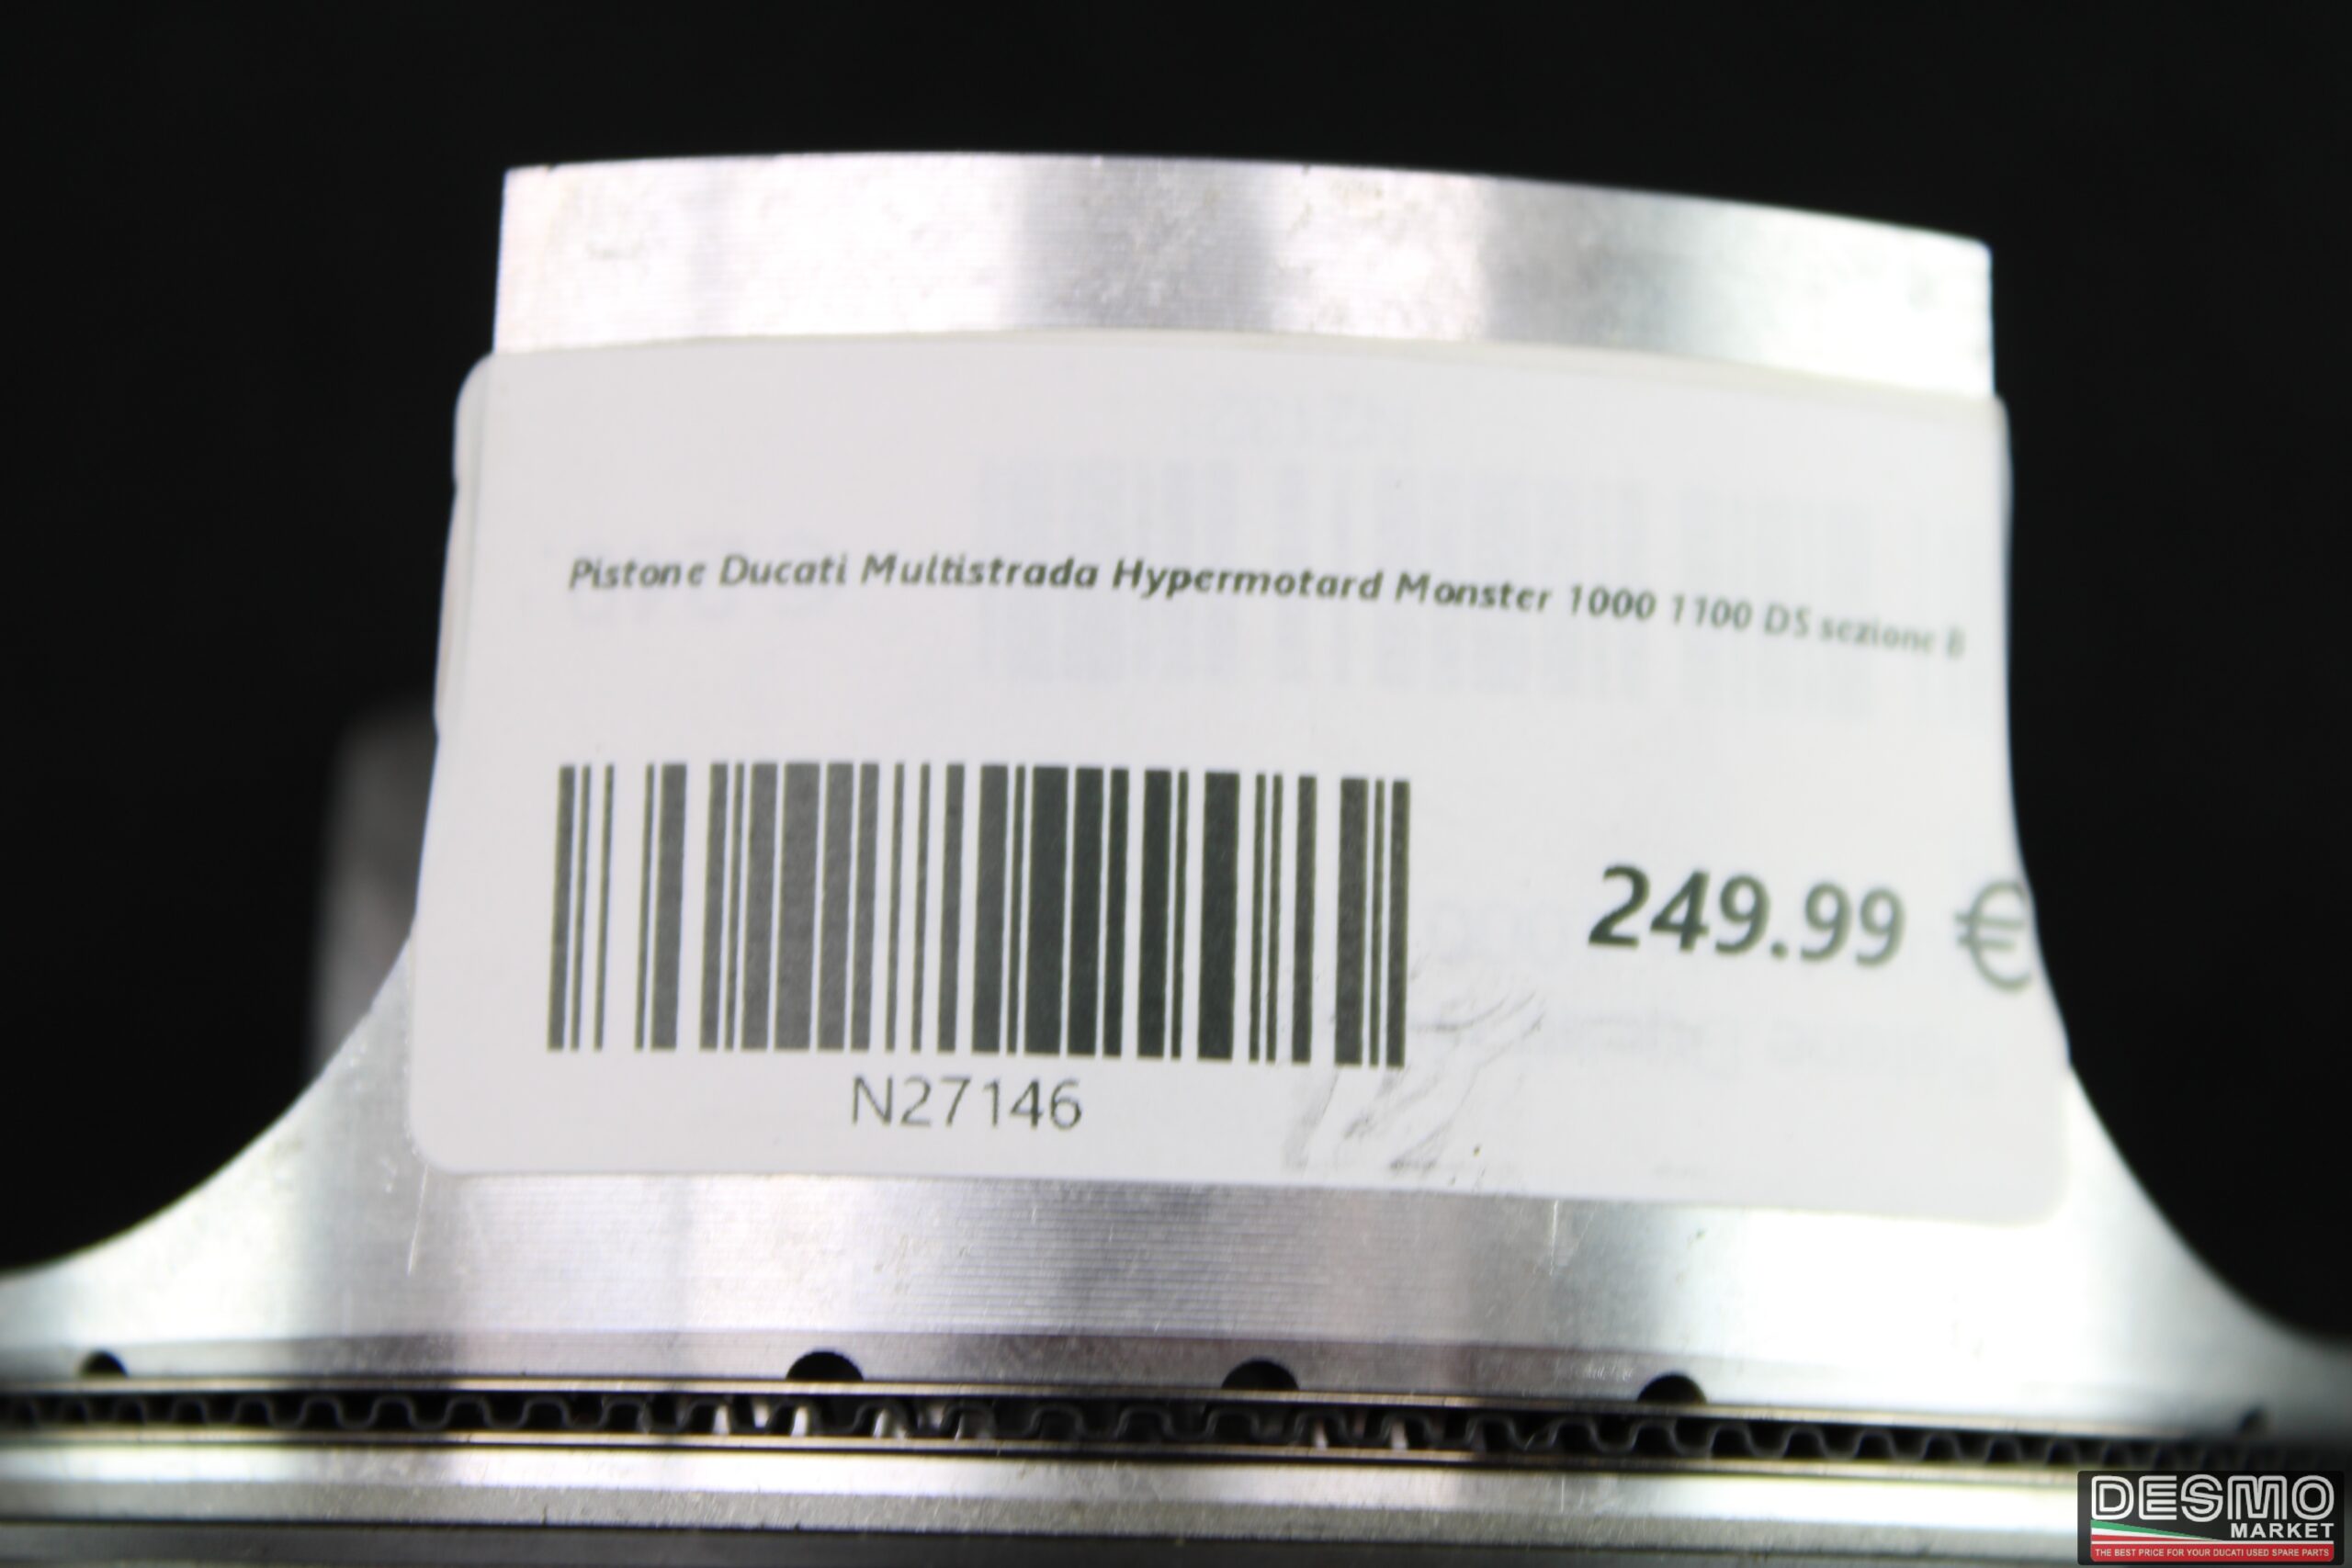 Pistone Ducati Multistrada Hypermotard Monster 1000 1100 DS sezione B
249.99 €
N27146
DESMO
MARKET
THE BEST PRICE FOR YOUR DUCATI USED SPARE PARTS